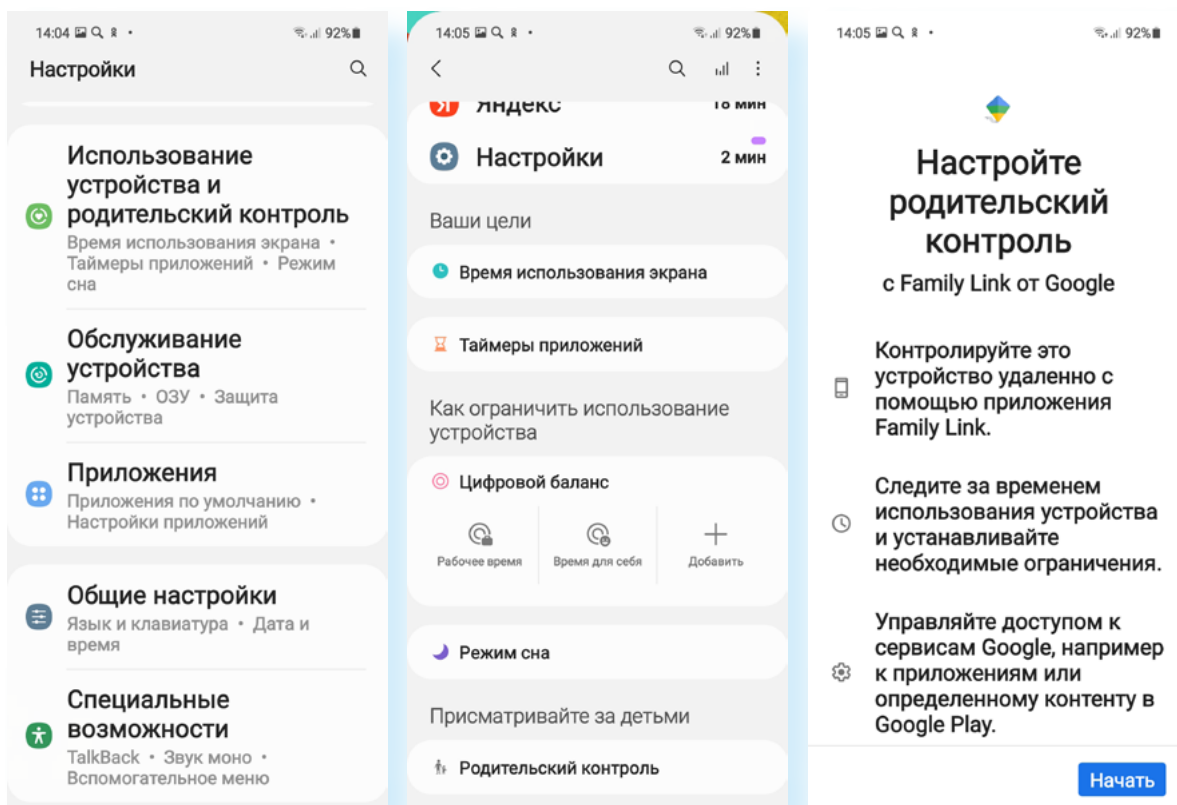 14:04
92%
Настройки
Использование
устройства и
родительский контроль
Время использования экрана •
Таймеры приложений • Режим
сна
Обслуживание
устройства
Память • ОЗУ • Защита
устройства
Приложения
Приложения по умолчанию •
Настройки приложений
Общие настройки
Язык и клавиатура • Дата и
время
Специальные
возможности
TalkBack • Звук моно •
Вспомогательное меню
14:05
92%
Яндекс 18 мин
Настройки 2 мин
Ваши цели
Время использования экрана
Таймеры приложений
Как ограничить использование
устройства
Цифровой баланс
Рабочее время Время для себя Добавить
Режим сна
Присматривайте за детьми
Родительский контроль
14:05
92%
Настройте
родительский
контроль
с Family Link от Google
Контролируйте это
устройство удаленно с
помощью приложения
Family Link.
Следите за временем
использования устройства
и устанавливайте
необходимые ограничения.
Управляйте доступом к
сервисам Google, например
к приложениям или
определенному контенту в
Google Play.
Начать